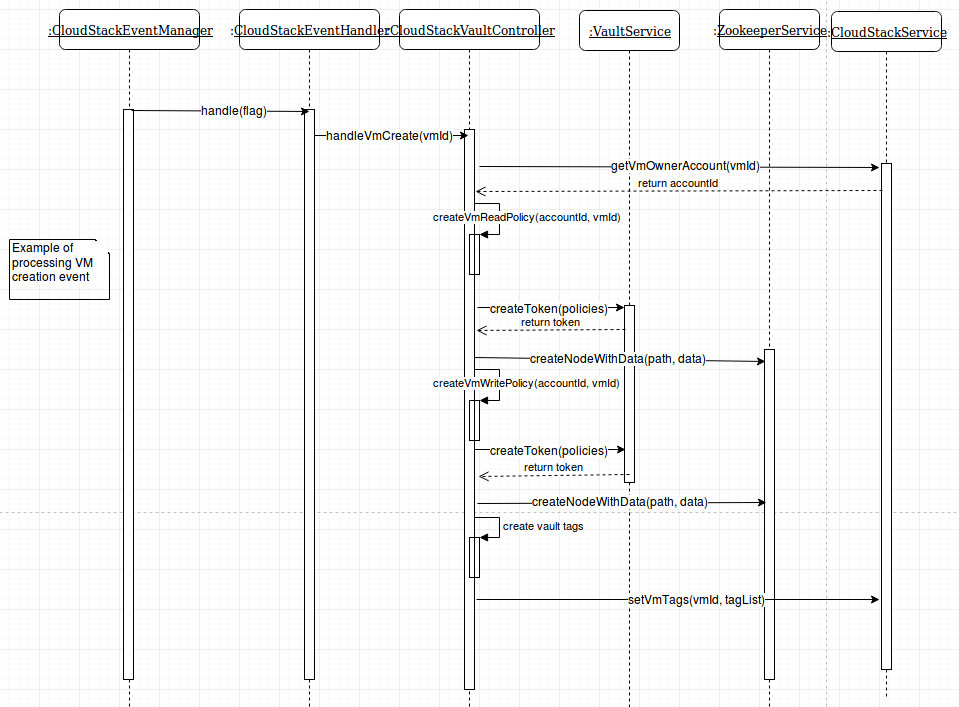 :CloudStackEventManager
:CloudStackEventHandler
:CloudStackVaultController
:VaultService
:ZookeeperService
:CloudStackService
handle(flag)
handleVmCreate(vmId)
getVmOwnerAccount(vmId)
return accountId
createVmReadPolicy(accountId, vmId)
Example of
processing VM
creation event
createToken(policies)
return token
createNodeWithData(path, data)
createVmWritePolicy(accountId, vmId)
createToken(policies)
return token
createNodeWithData(path, data)
create vault tags
setVmTags(vmId, tagList)